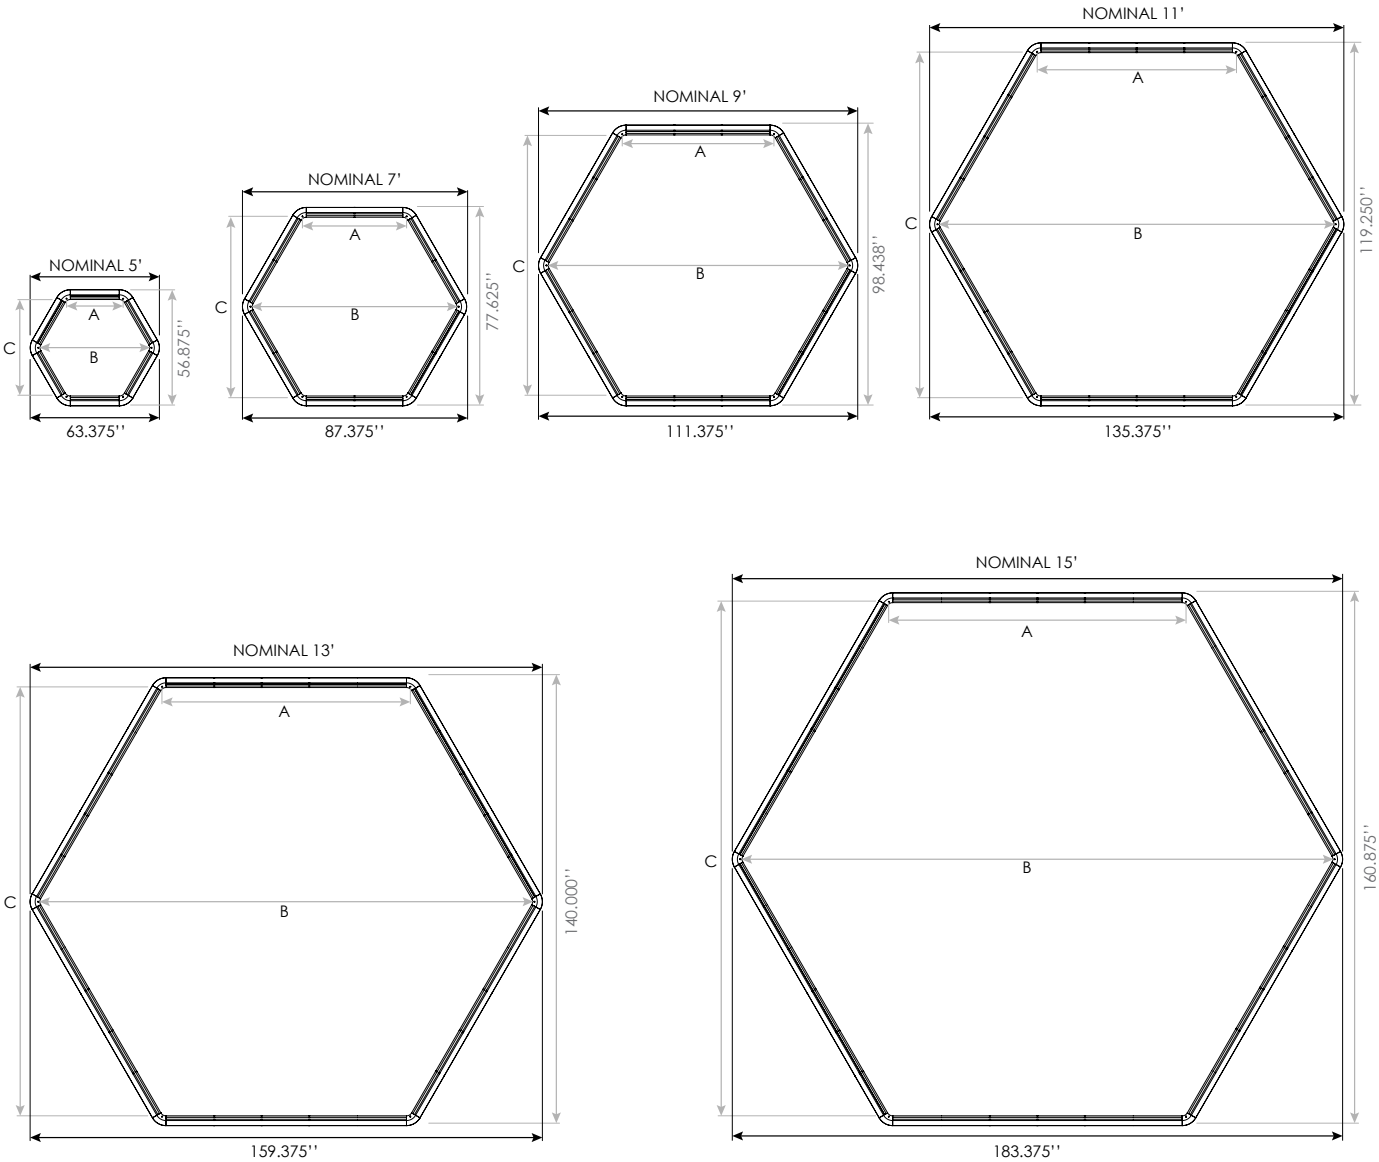 NOMINAL 5’
A
B
C
56.875’’
63.375’’
NOMINAL 7’
A
B
C
77.625’’
87.375’’
NOMINAL 9’
A
B
C
98.438’’
111.375’’
NOMINAL 11’
A
B
C
119.250’’
135.375’’
NOMINAL 13’
A
B
C
140.000’’
159.375’’
NOMINAL 15’
A
B
C
160.875’’
183.375’’